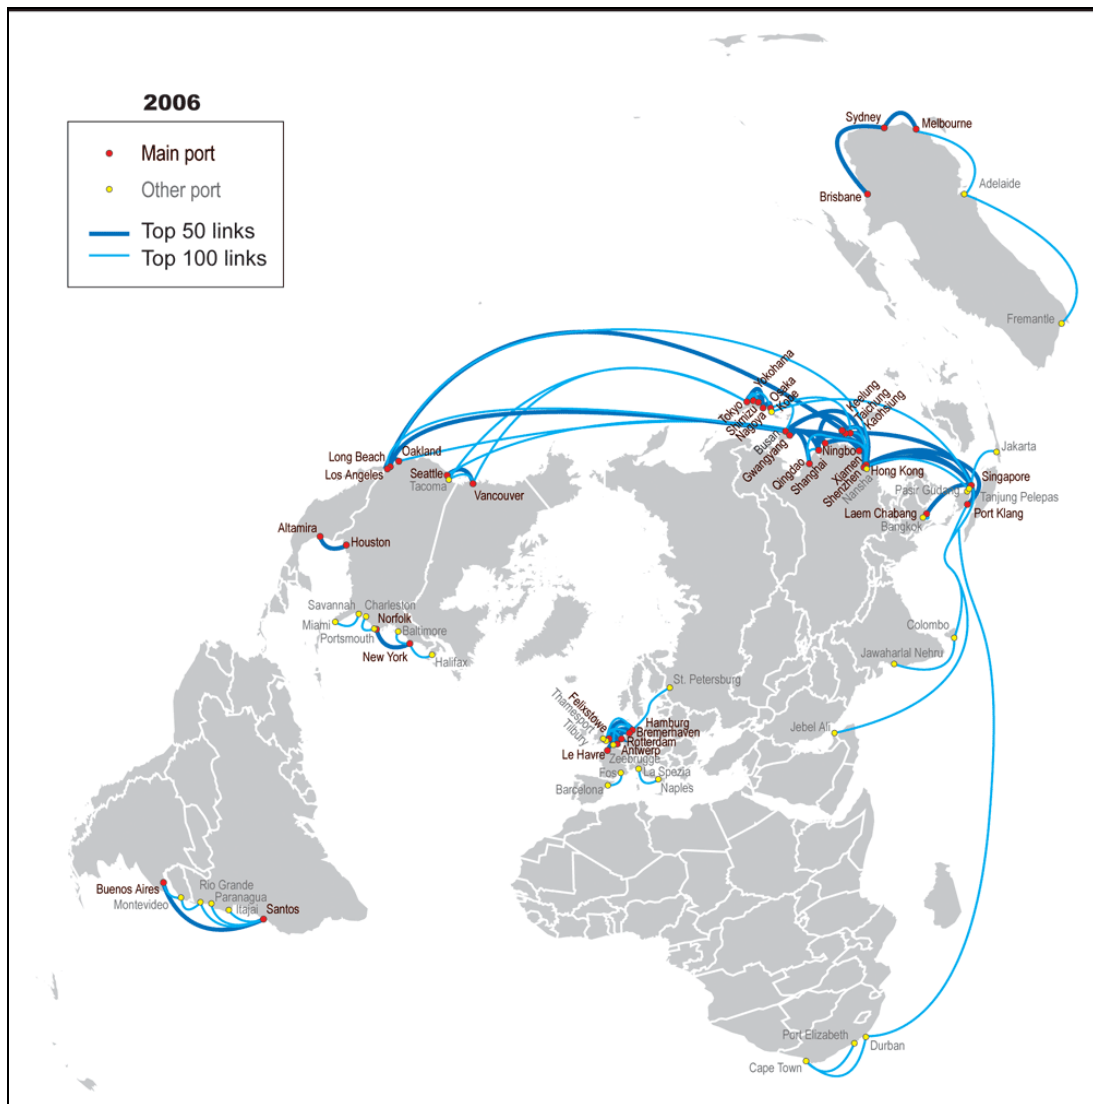 2006
Main port
Other port
Top 50 links
Top 100 links
Sydney
Melbourne
Brisbane
Adelaide
Fremantle
Yokohama
Tokyo
Shimizu
Nagoya
Osaka
Kobe
Keelung
Taichung
Kaohsiung
Busan
Gwangyang
Qingdao
Shanghai
Ningbo
Xiamen
Shenzhen
Nansha
Hong Kong
Jakarta
Singapore
Pasir Gudang
Tanjung Pelepas
Port Klang
Laem Chabang
Bangkok
Long Beach
Oakland
Los Angeles
Seattle
Tacoma
Vancouver
Altamira
Houston
Savannah
Charleston
Miami
Norfolk
Portsmouth
Baltimore
New York
Halifax
Colombo
Jawaharlal Nehru
Jebel Ali
St. Petersburg
Felixstowe
Thamesport
Tilbury
Hamburg
Bremerhaven
Rotterdam
Le Havre
Antwerp
Zeebrugge
Fos
La Spezia
Barcelona
Naples
Buenos Aires
Rio Grande
Montevideo
Paranagua
Itajai
Santos
Port Elizabeth
Durban
Cape Town